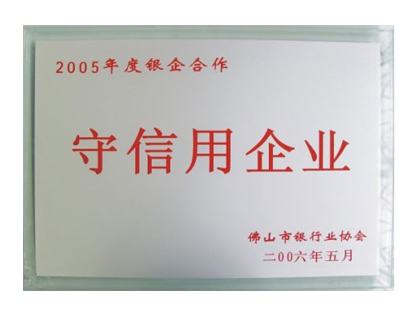 2005年度银企合作
守信用企业
佛山市银行业协会
二00六年五月